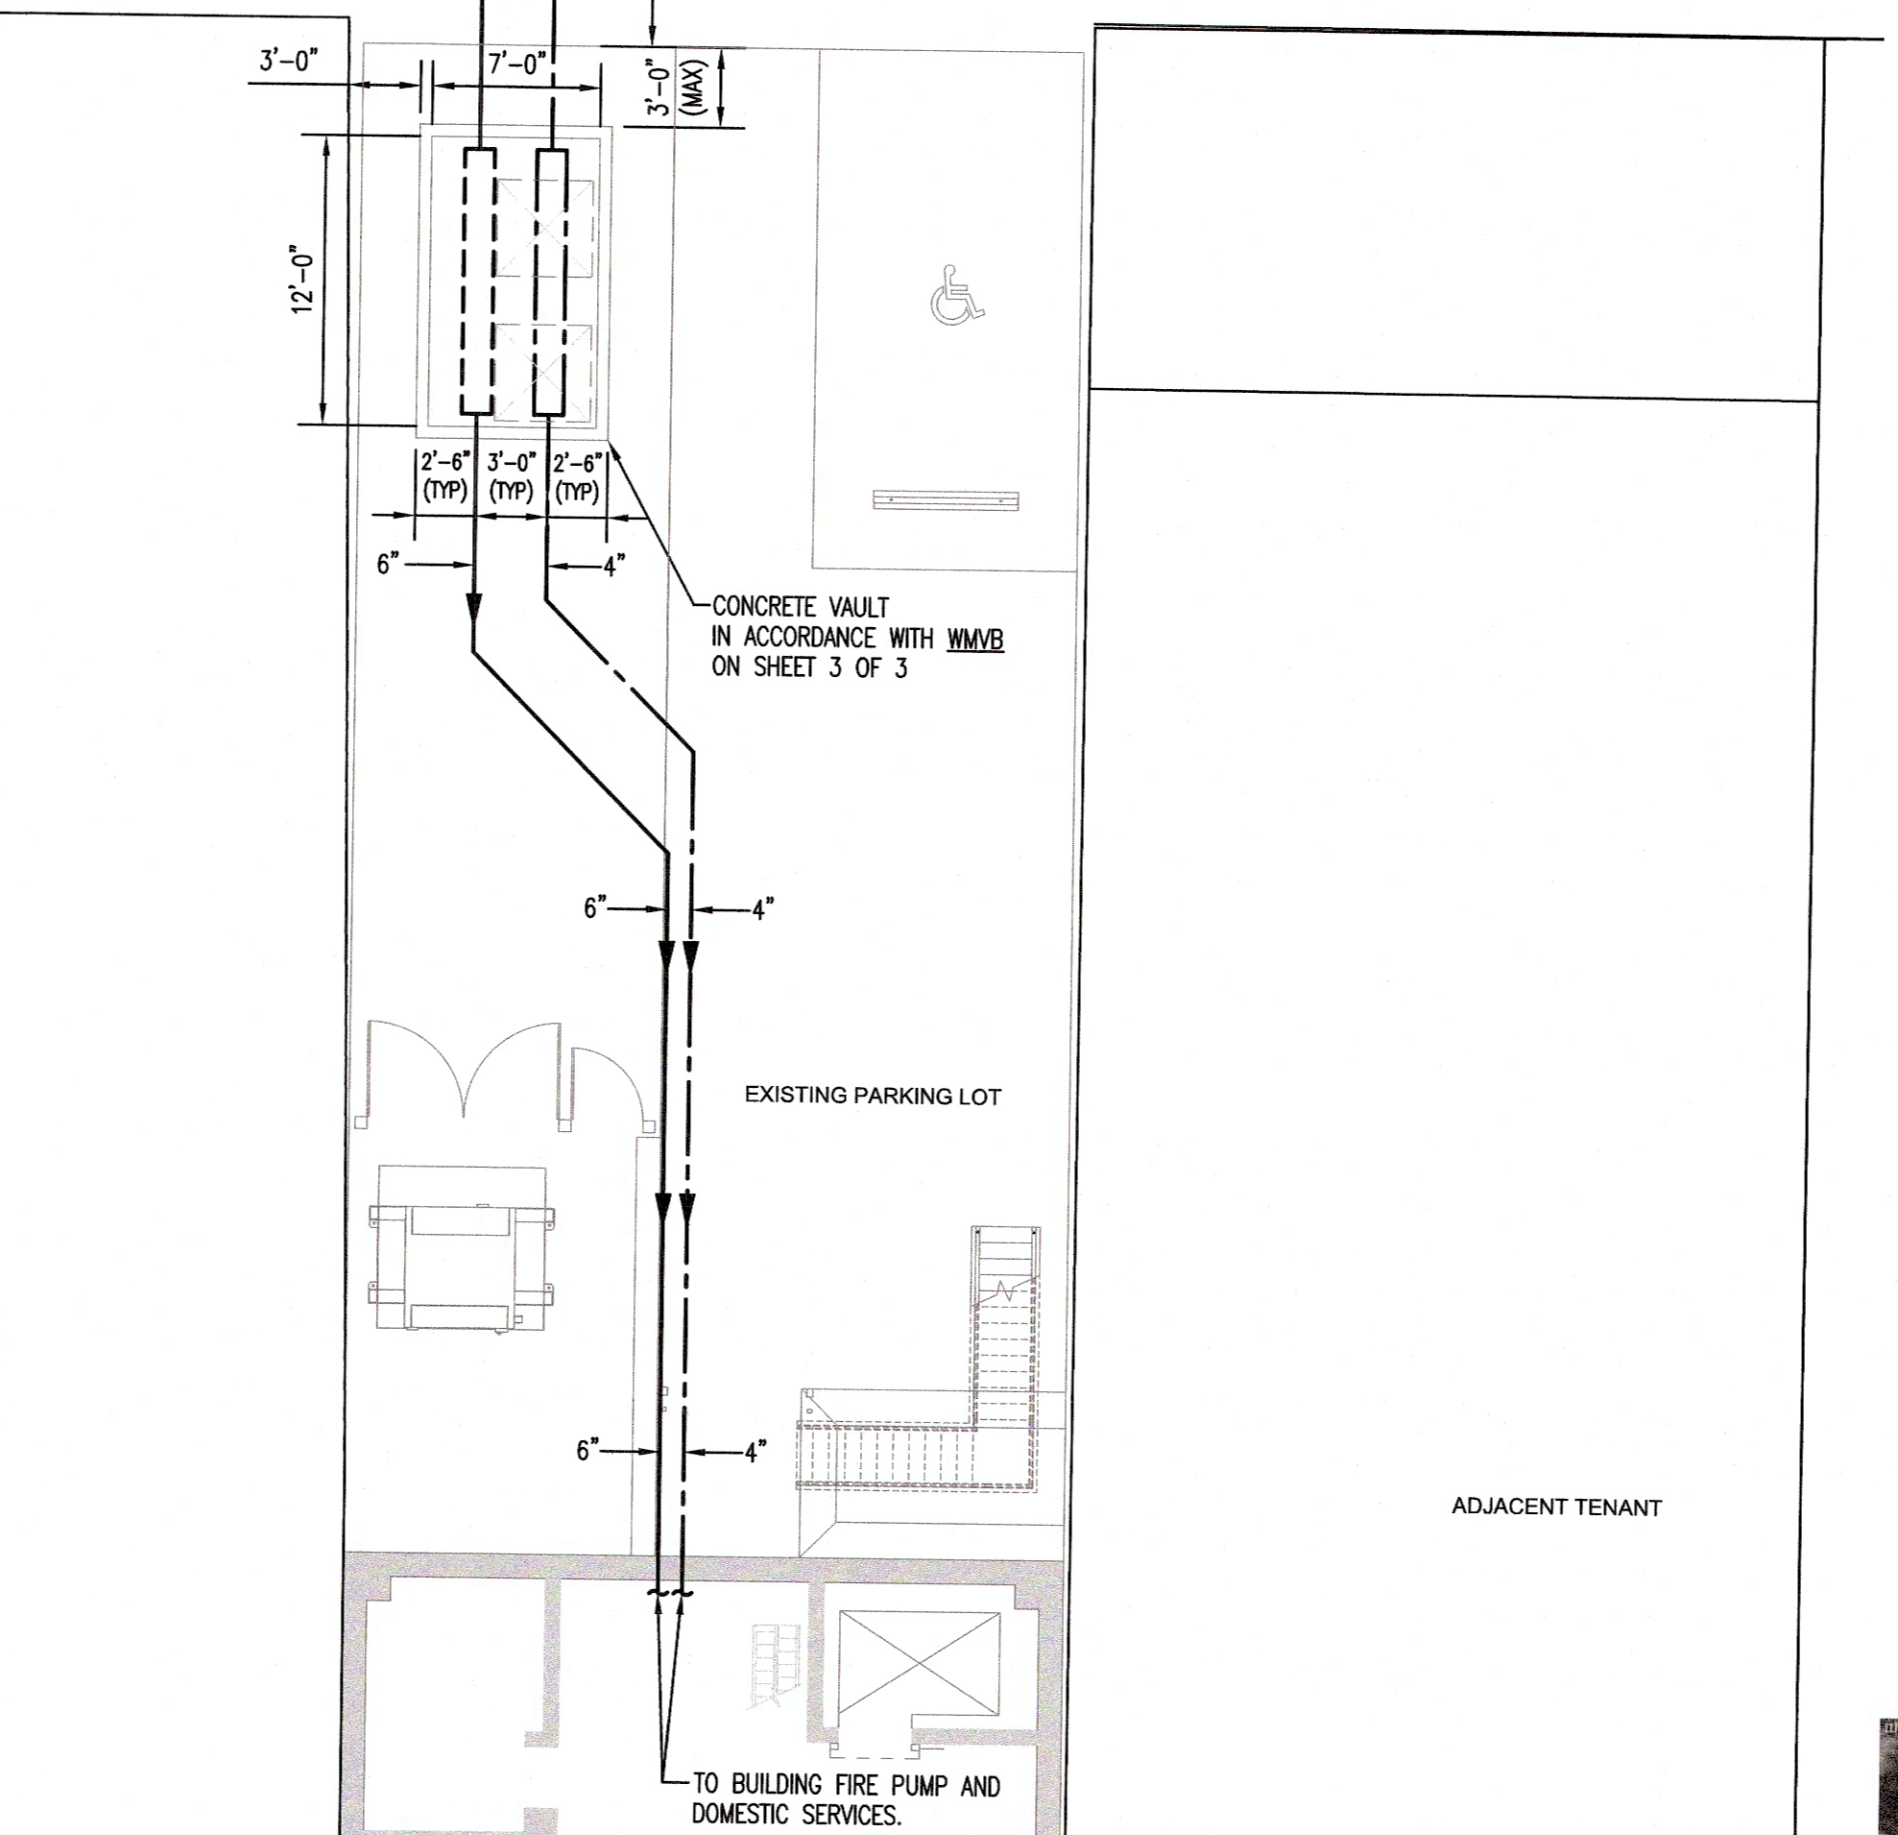 3'-0"
7'-0"
3'-0"
(MAX)
12'-0"
2'-6"
(TYP)
3'-0"
(TYP)
2'-6"
(TYP)
6"
4"
CONCRETE VAULT
IN ACCORDANCE WITH WMVB
ON SHEET 3 OF 3
6"
4"
EXISTING PARKING LOT
6"
4"
ADJACENT TENANT
TO BUILDING FIRE PUMP AND
DOMESTIC SERVICES.